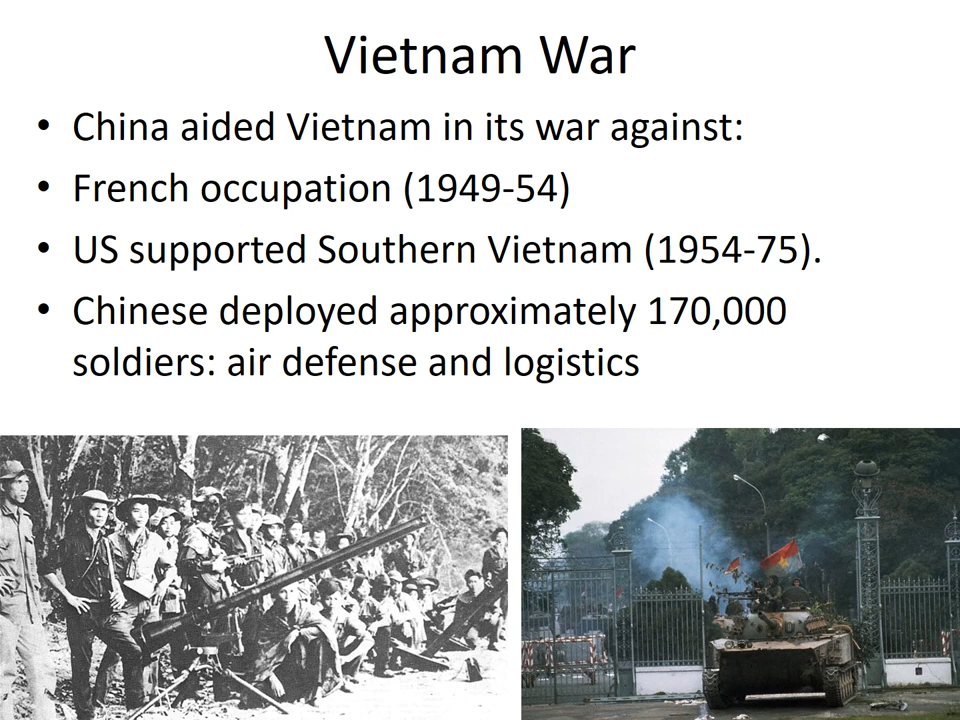 Vietnam War
• China aided Vietnam in its war against:
• French occupation (1949-54)
• US supported Southern Vietnam (1954-75).
• Chinese deployed approximately 170,000
soldiers: air defense and logistics